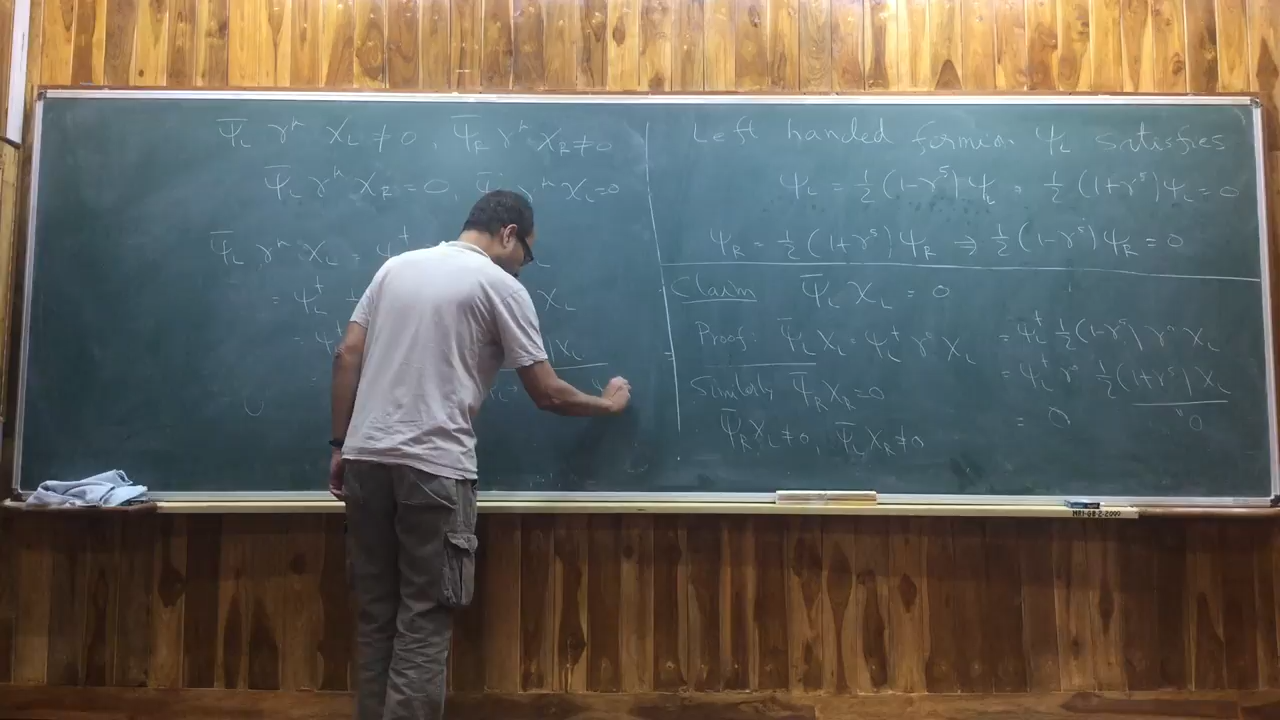 ψ̄_L γ^μ χ_L ≠ 0, ψ̄_R γ^μ χ_R ≠ 0
ψ̄_L γ^μ χ_R = 0, ψ̄ γ^μ χ_L = 0
ψ̄_L γ^μ χ_L = ψ†
= ψ_L† χ_L
= ψ χ_L
Left handed fermion ψ_L satisfies
ψ_L = ½ (1-γ⁵) ψ_L , ½ (1+γ⁵) ψ_L = 0
ψ_R = ½ (1+γ⁵) ψ_R → ½ (1-γ⁵) ψ_R = 0
Claim ψ̄_L χ_L = 0
Proof: ψ̄_L χ_L = ψ_L† γ⁰ χ_L = ψ_L† ½(1-γ⁵) γ⁰ χ_L
= ψ_L† γ⁰ ½(1+γ⁵) χ_L
Similarly ψ̄_R χ_R = 0
= 0 0
ψ̄_R χ_L ≠ 0, ψ̄_L χ_R ≠ 0